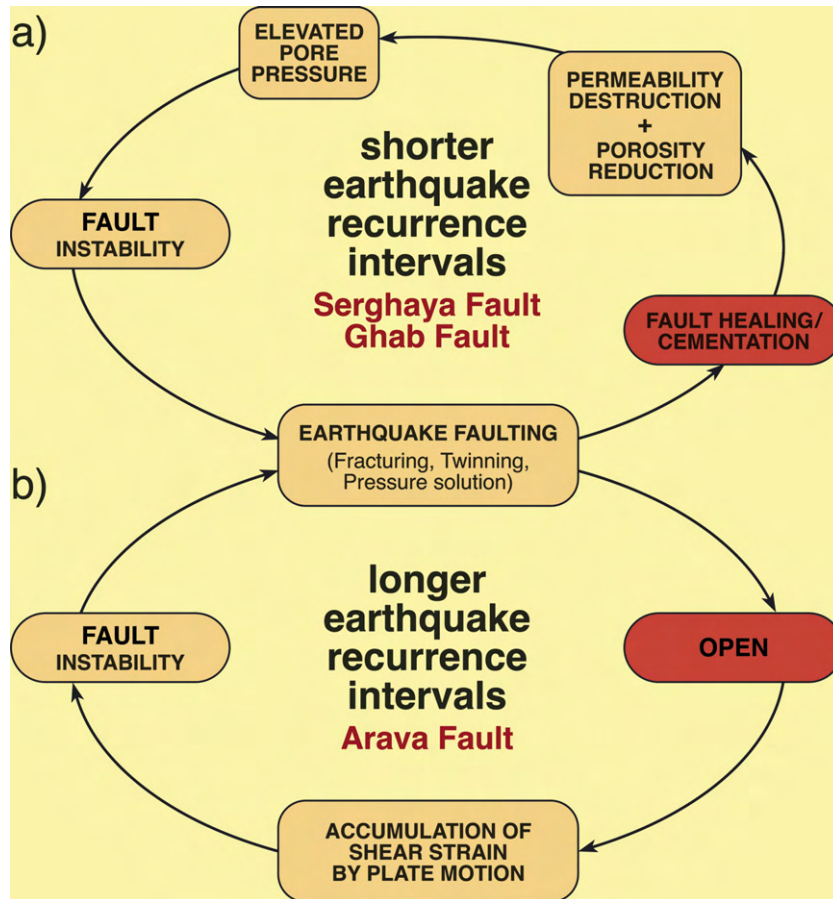 a)
ELEVATED
PORE
PRESSURE
PERMEABILITY
DESTRUCTION
+
POROSITY
REDUCTION
shorter
earthquake
recurrence
intervals
Serghaya Fault
Ghab Fault
FAULT
INSTABILITY
FAULT HEALING/
CEMENTATION
EARTHQUAKE FAULTING
(Fracturing, Twinning,
Pressure solution)
b)
longer
earthquake
recurrence
intervals
Arava Fault
FAULT
INSTABILITY
OPEN
ACCUMULATION OF
SHEAR STRAIN
BY PLATE MOTION